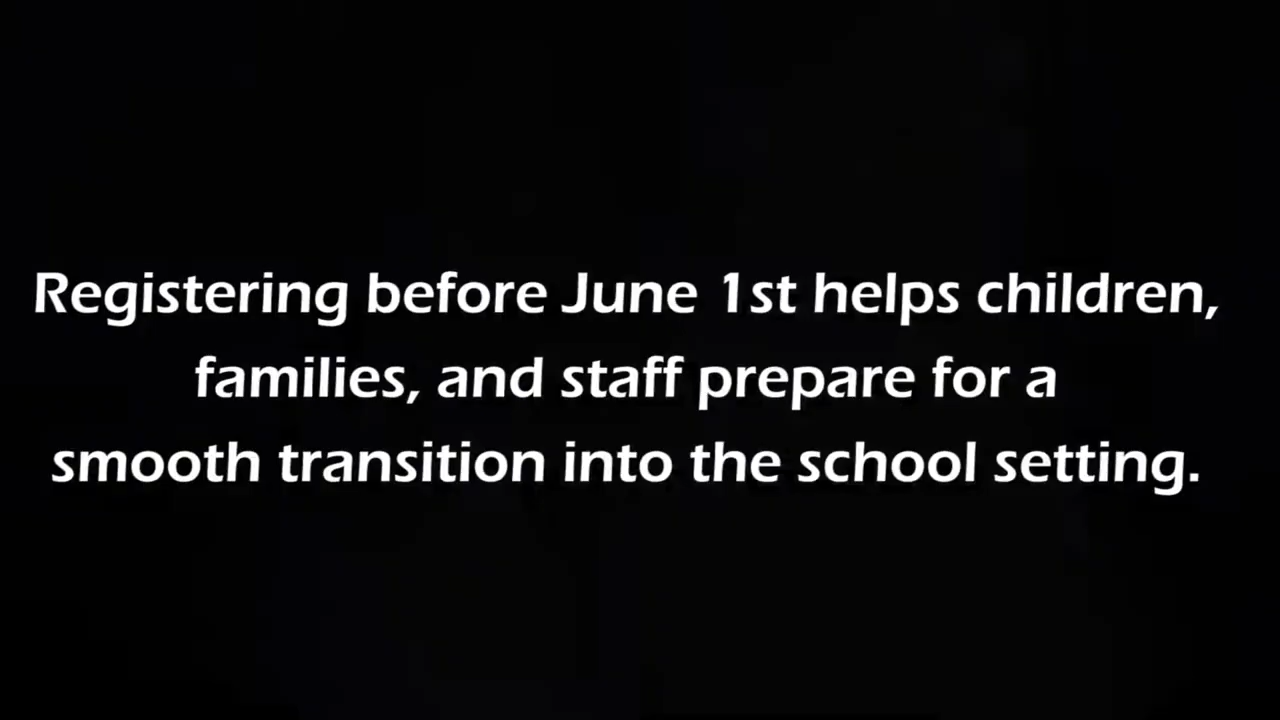 Registering before June 1st helps children,
families, and staff prepare for a
smooth transition into the school setting.